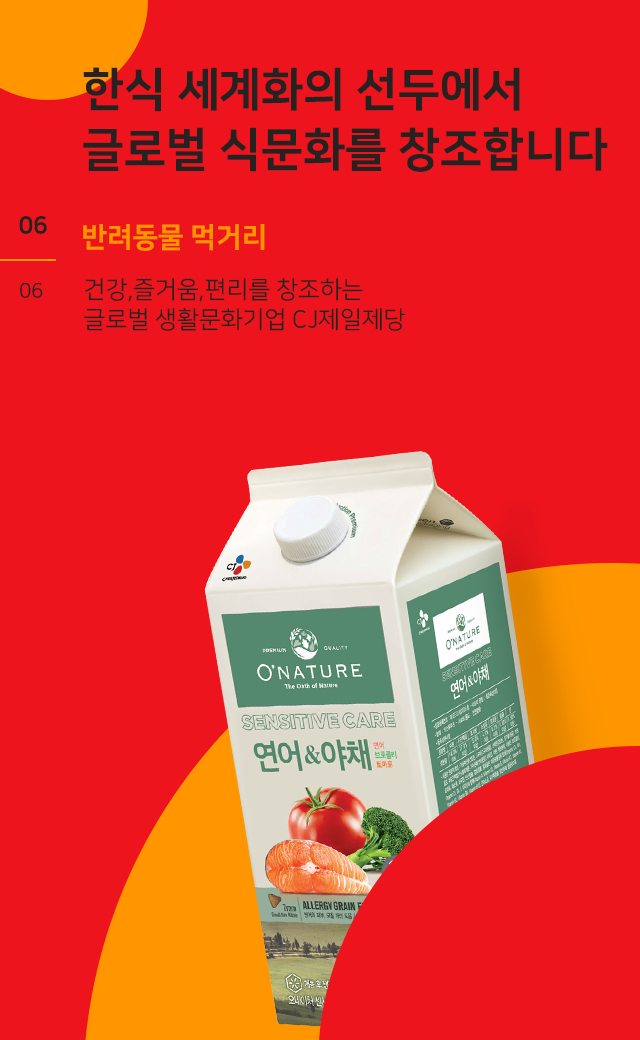 한식 세계화의 선두에서
글로벌 식문화를 창조합니다
06
반려동물 먹거리
06
건강,즐거움,편리를 창조하는
글로벌 생활문화기업 CJ제일제당
CJ
PREMIUM QUALITY
O'NATURE
The Oath of Nature
SENSITIVE CARE
연어&야채
연어
브로콜리
토마토
7mm
ALLERGY GRAIN
CJ
O'NATURE
SENSITIVE CARE
연어&야채